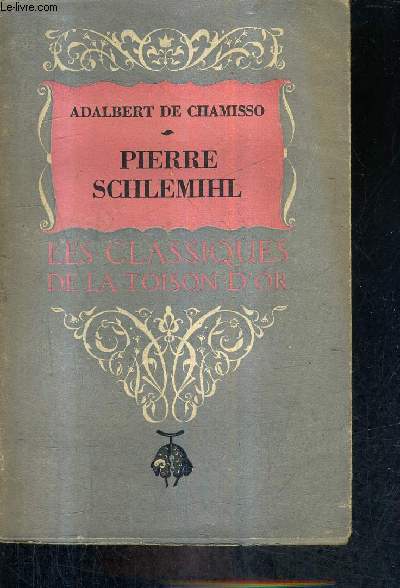 Le-livre.com
ADALBERT DE CHAMISSO
PIERRE
SCHLEMIHL
LES CLASSIQUES
DE LA TOISON D'OR